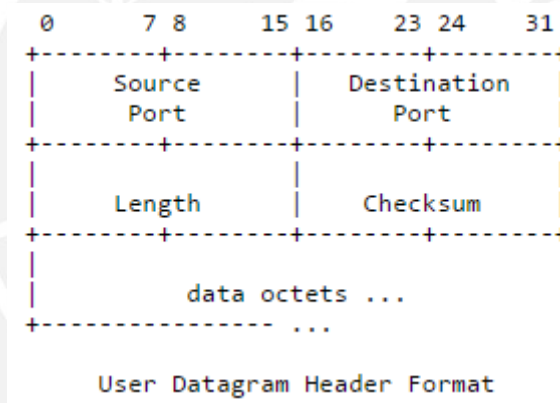 0 7 8 15 16 23 24 31
+--------+--------+--------+--------+
| Source | Destination |
| Port | Port |
+--------+--------+--------+--------+
| | |
| Length | Checksum |
+--------+--------+--------+--------+
|
| data octets ...
+---------------- ...
User Datagram Header Format